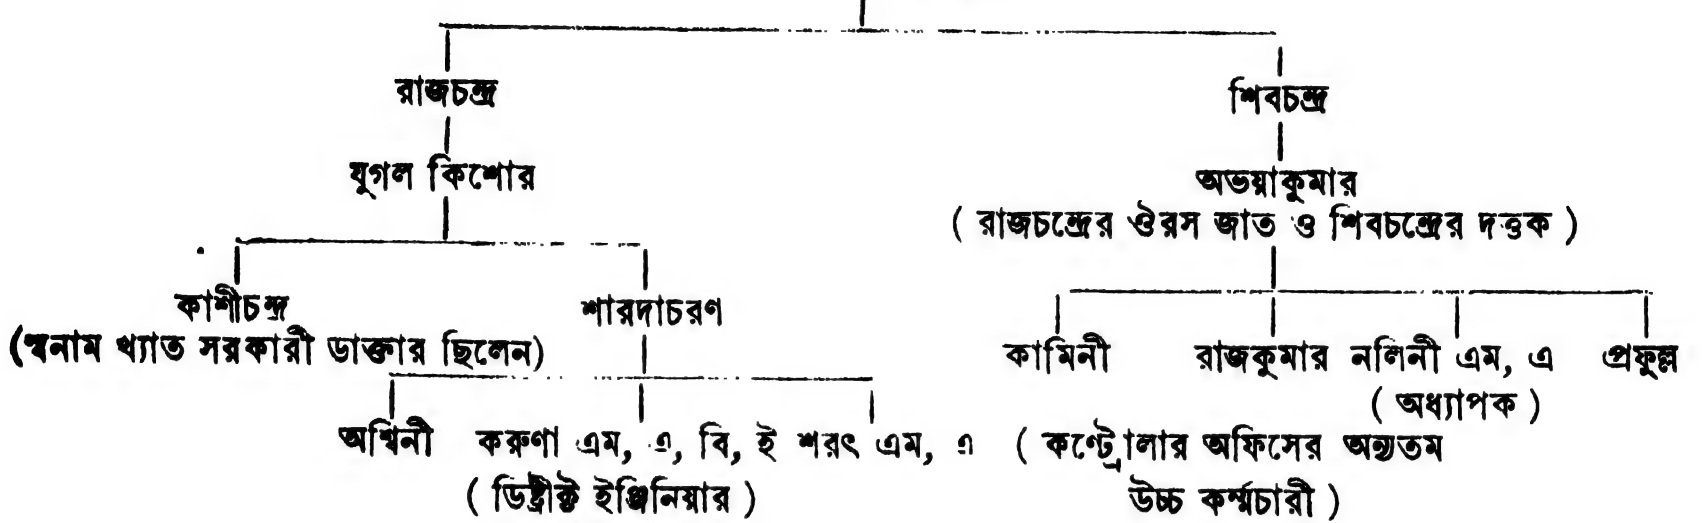 রাজচন্দ্র শিবচন্দ্র
যুগল কিশোর অভয়াকুমার
( রাজচন্দ্রের ঔরস জাত ও শিবচন্দ্রের দত্তক )
কাশীচন্দ্র শারদাচরণ
(স্বনাম খ্যাত সরকারী ডাক্তার ছিলেন) কামিনী রাজকুমার নলিনী এম, এ প্রফুল্ল
( অধ্যাপক )
অশ্বিনী করুণা এম, এ, বি, ই শরৎ এম, এ ( কণ্ট্রোলার অফিসের অন্যতম
( ডিষ্ট্রীক্ট ইঞ্জিনিয়ার ) উচ্চ কর্ম্মচারী )